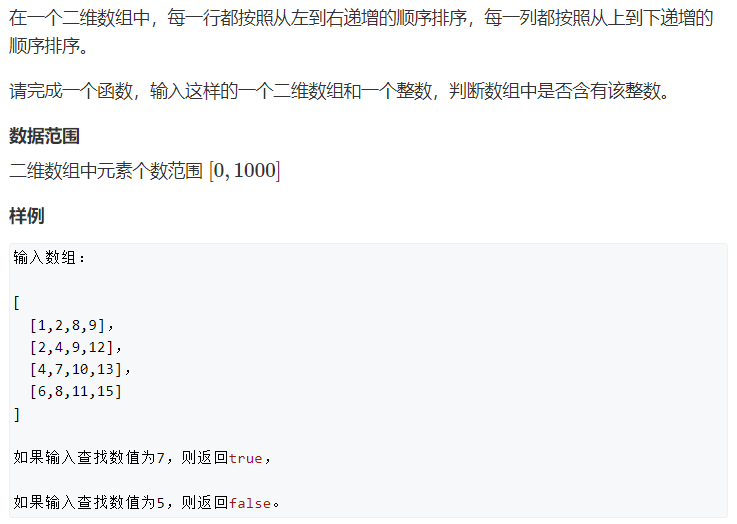 在一个二维数组中，每一行都按照从左到右递增的顺序排序，每一列都按照从上到下递增的
顺序排序。
请完成一个函数，输入这样的一个二维数组和一个整数，判断数组中是否含有该整数。
数据范围
二维数组中元素个数范围 [0, 1000]
样例
输入数组：
[
  [1,2,8,9]，
  [2,4,9,12]，
  [4,7,10,13]，
  [6,8,11,15]
]
如果输入查找数值为7，则返回true，
如果输入查找数值为5，则返回false。